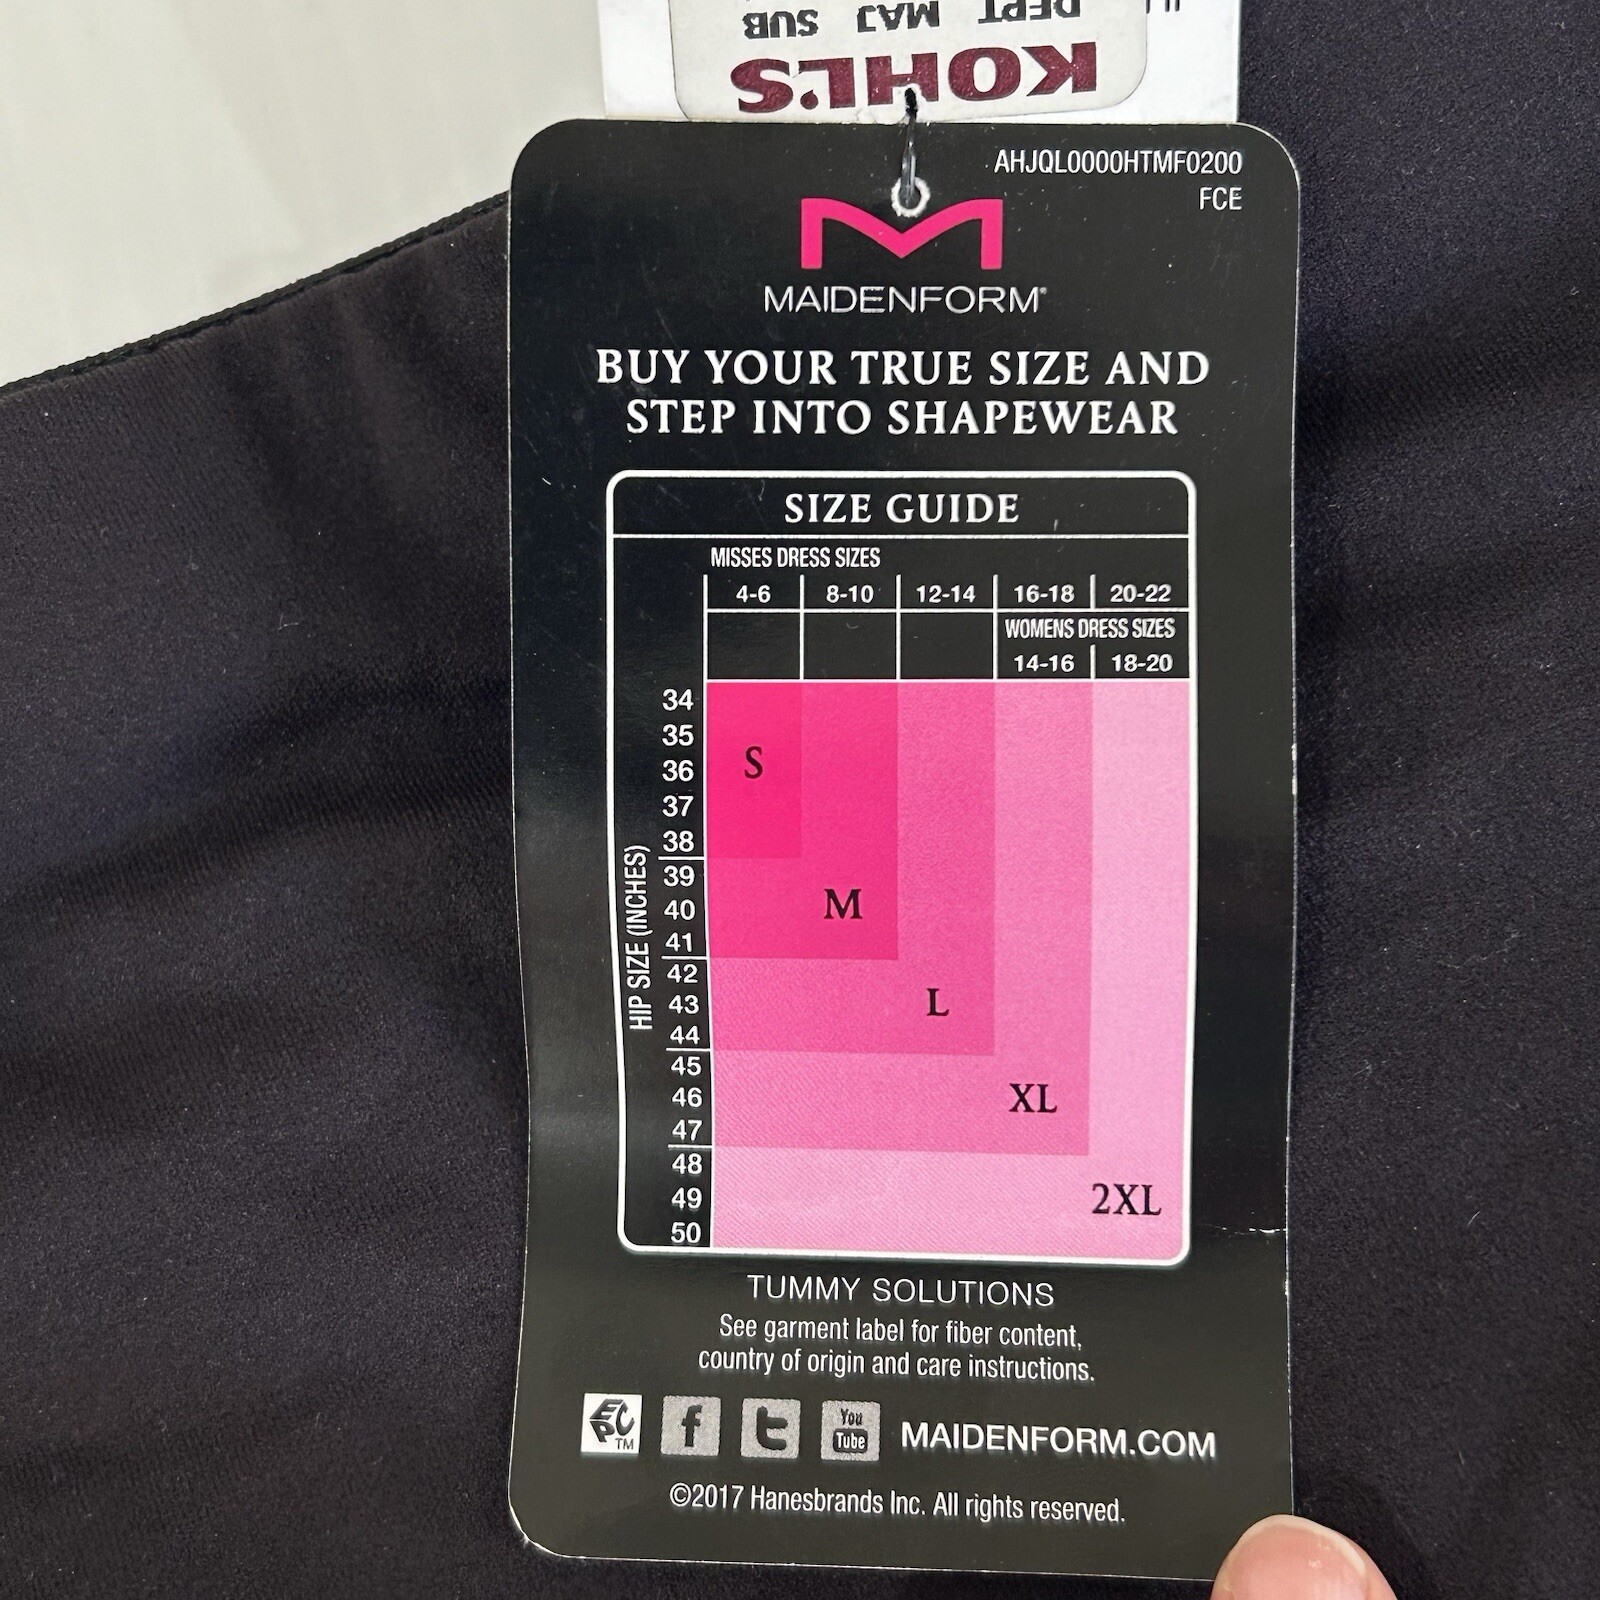 DEPT MAJ SUB
KOHL'S
AHJQL0000HTMF0200
FCE
MAIDENFORM®
BUY YOUR TRUE SIZE AND
STEP INTO SHAPEWEAR
SIZE GUIDE
MISSES DRESS SIZES
4-6 8-10 12-14 16-18 20-22
WOMENS DRESS SIZES
14-16 18-20
HIP SIZE (INCHES)
34
35
36 S
37
38
39
40 M
41
42
43 L
44
45
46 XL
47
48
49 2XL
50
TUMMY SOLUTIONS
See garment label for fiber content,
country of origin and care instructions.
EPC TM f t You Tube MAIDENFORM.COM
©2017 Hanesbrands Inc. All rights reserved.